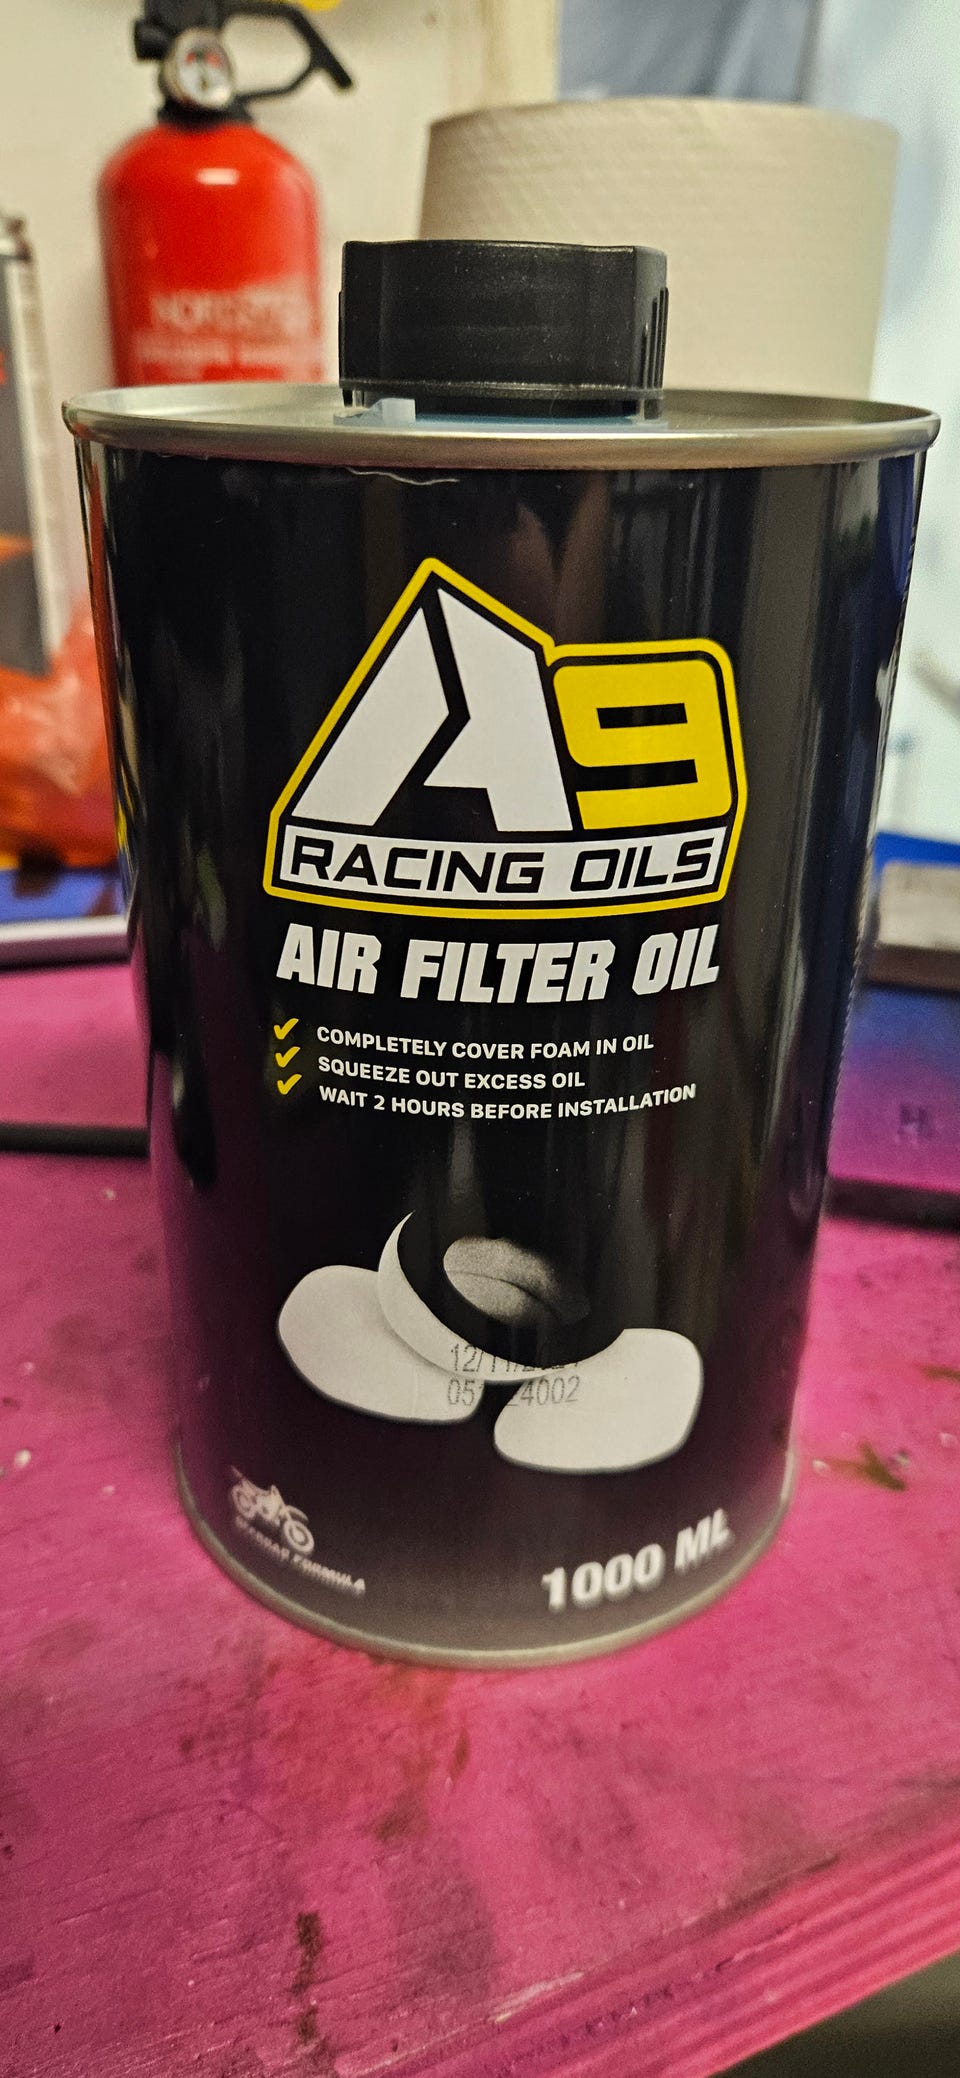 A9
RACING OILS
AIR FILTER OIL
COMPLETELY COVER FOAM IN OIL
SQUEEZE OUT EXCESS OIL
WAIT 2 HOURS BEFORE INSTALLATION
FORMULA
1000 ML